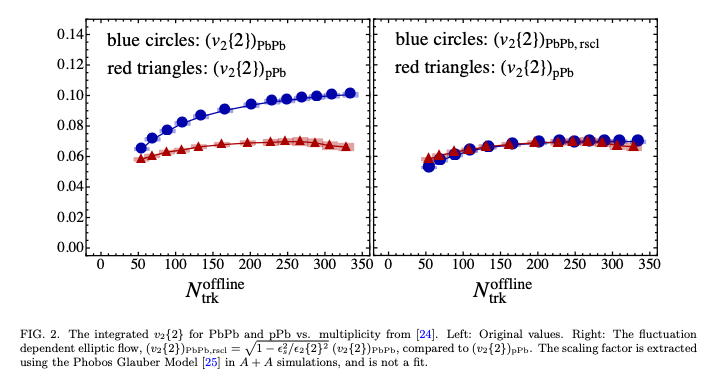 0.14
0.12
0.10
0.08
0.06
0.04
0.02
0.00
blue circles: (v₂{2})PbPb
red triangles: (v₂{2})pPb
0 50 100 150 200 250 300 350
N_trk^offline
blue circles: (v₂{2})PbPb, rscl
red triangles: (v₂{2})pPb
0 50 100 150 200 250 300 350
N_trk^offline
FIG. 2. The integrated v₂{2} for PbPb and pPb vs. multiplicity from [24]. Left: Original values. Right: The fluctuation
dependent elliptic flow, (v₂{2})PbPb,rscl = √(1 − ϵₛ²/ϵ₂{2}²) (v₂{2})PbPb, compared to (v₂{2})pPb. The scaling factor is extracted
using the Phobos Glauber Model [25] in A + A simulations, and is not a fit.